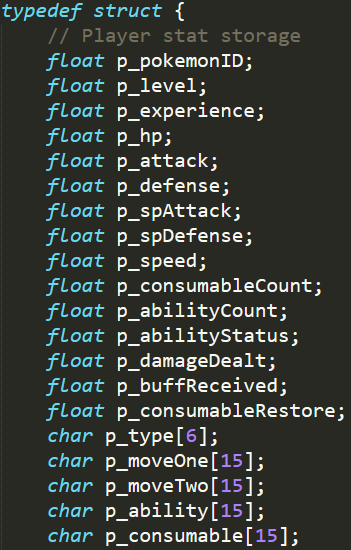 typedef struct {
// Player stat storage
float p_pokemonID;
float p_level;
float p_experience;
float p_hp;
float p_attack;
float p_defense;
float p_spAttack;
float p_spDefense;
float p_speed;
float p_consumableCount;
float p_abilityCount;
float p_abilityStatus;
float p_damageDealt;
float p_buffReceived;
float p_consumableRestore;
char p_type[6];
char p_moveOne[15];
char p_moveTwo[15];
char p_ability[15];
char p_consumable[15];